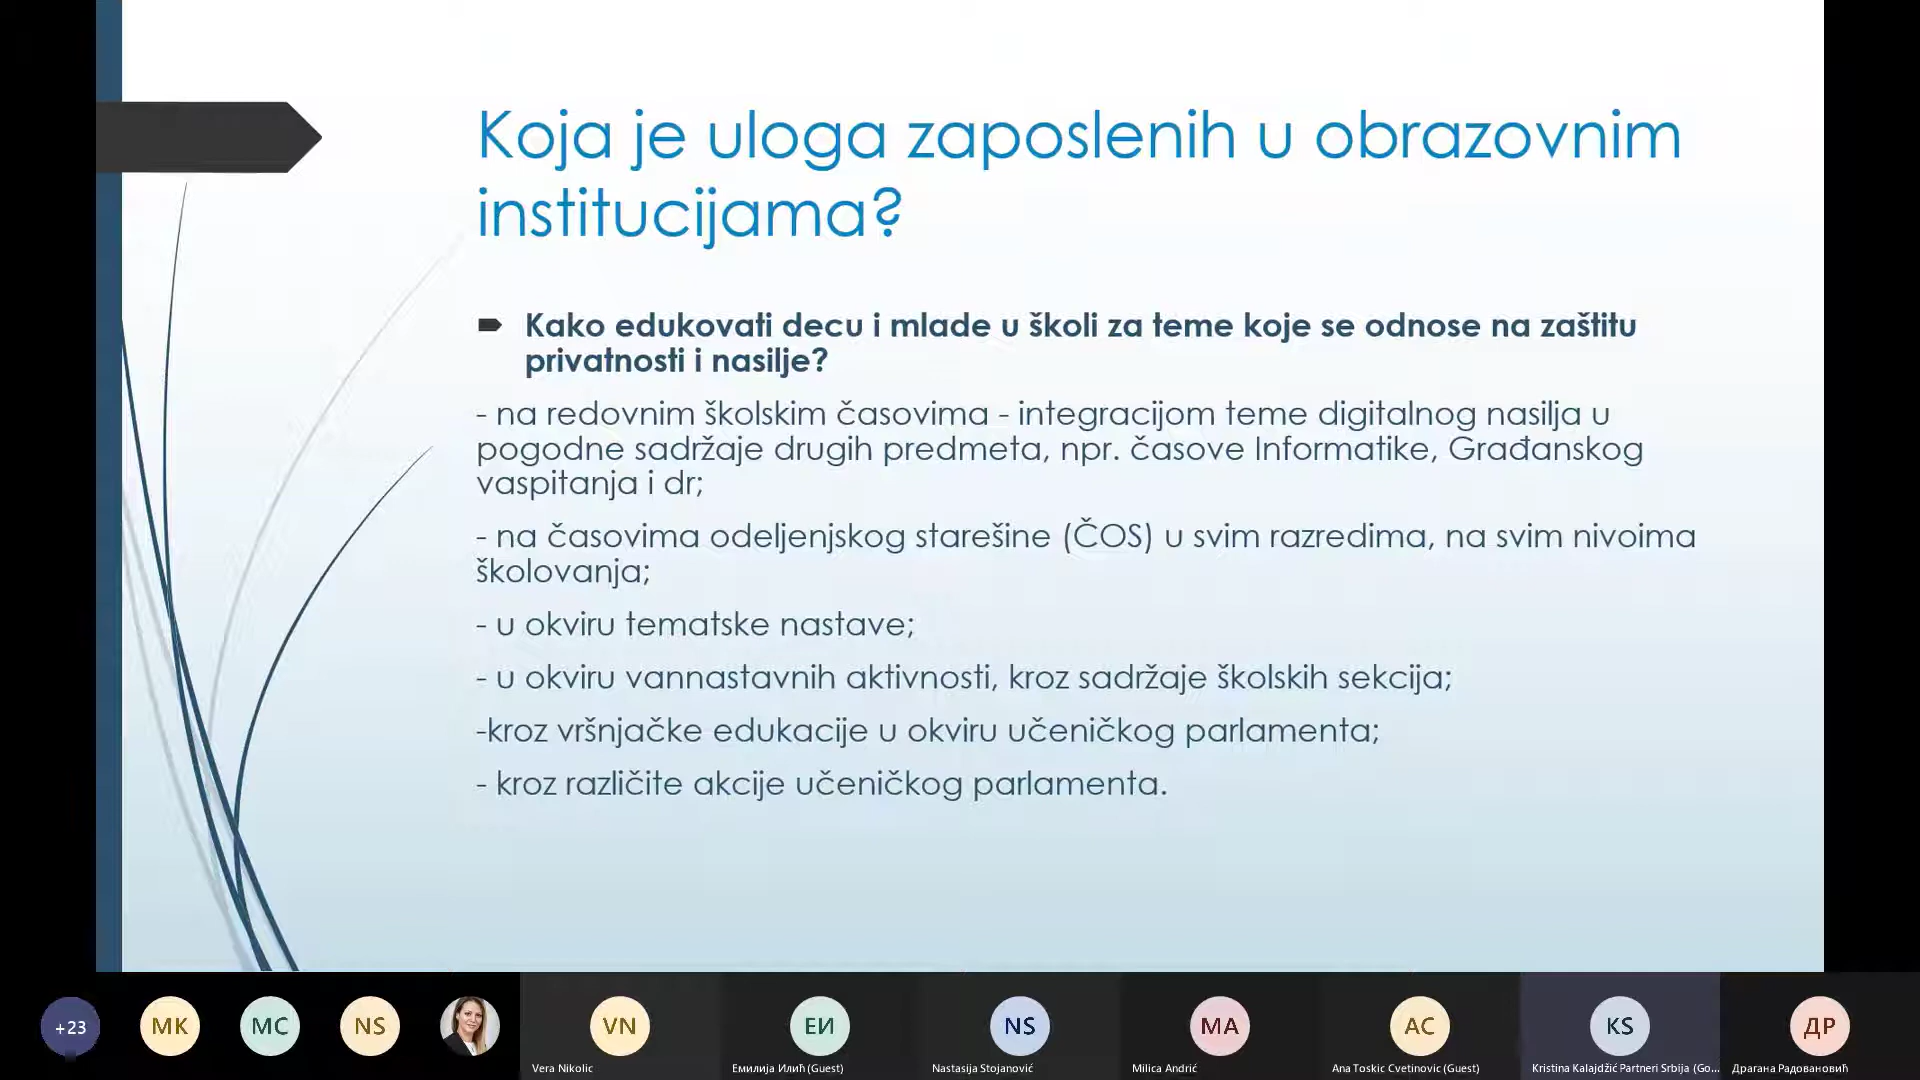 Koja je uloga zaposlenih u obrazovnim
institucijama?
Kako edukovati decu i mlade u školi za teme koje se odnose na zaštitu
privatnosti i nasilje?
- na redovnim školskim časovima - integracijom teme digitalnog nasilja u
pogodne sadržaje drugih predmeta, npr. časove Informatike, Građanskog
vaspitanja i dr;
- na časovima odeljenjskog starešine (ČOS) u svim razredima, na svim nivoima
školovanja;
- u okviru tematske nastave;
- u okviru vannastavnih aktivnosti, kroz sadržaje školskih sekcija;
-kroz vršnjačke edukacije u okviru učeničkog parlamenta;
- kroz različite akcije učeničkog parlamenta.
+23
MK
MC
NS
VN
ЕИ
NS
MA
AC
KS
ДР
Vera Nikolic
Емилија Илић (Guest)
Nastasija Stojanović
Milica Andrić
Ana Toskic Cvetinovic (Guest)
Kristina Kalajdžić Partneri Srbija (Go...
Драгана Радовановић